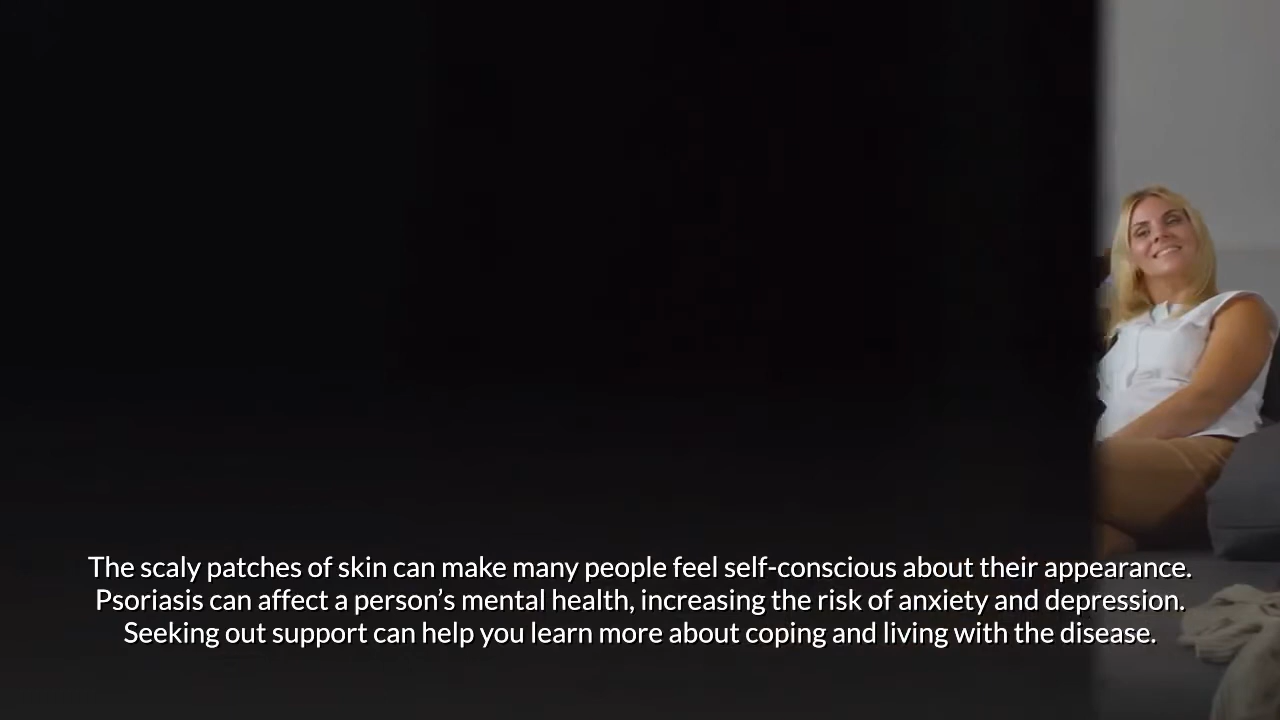 The scaly patches of skin can make many people feel self-conscious about their appearance.
Psoriasis can affect a person’s mental health, increasing the risk of anxiety and depression.
Seeking out support can help you learn more about coping and living with the disease.